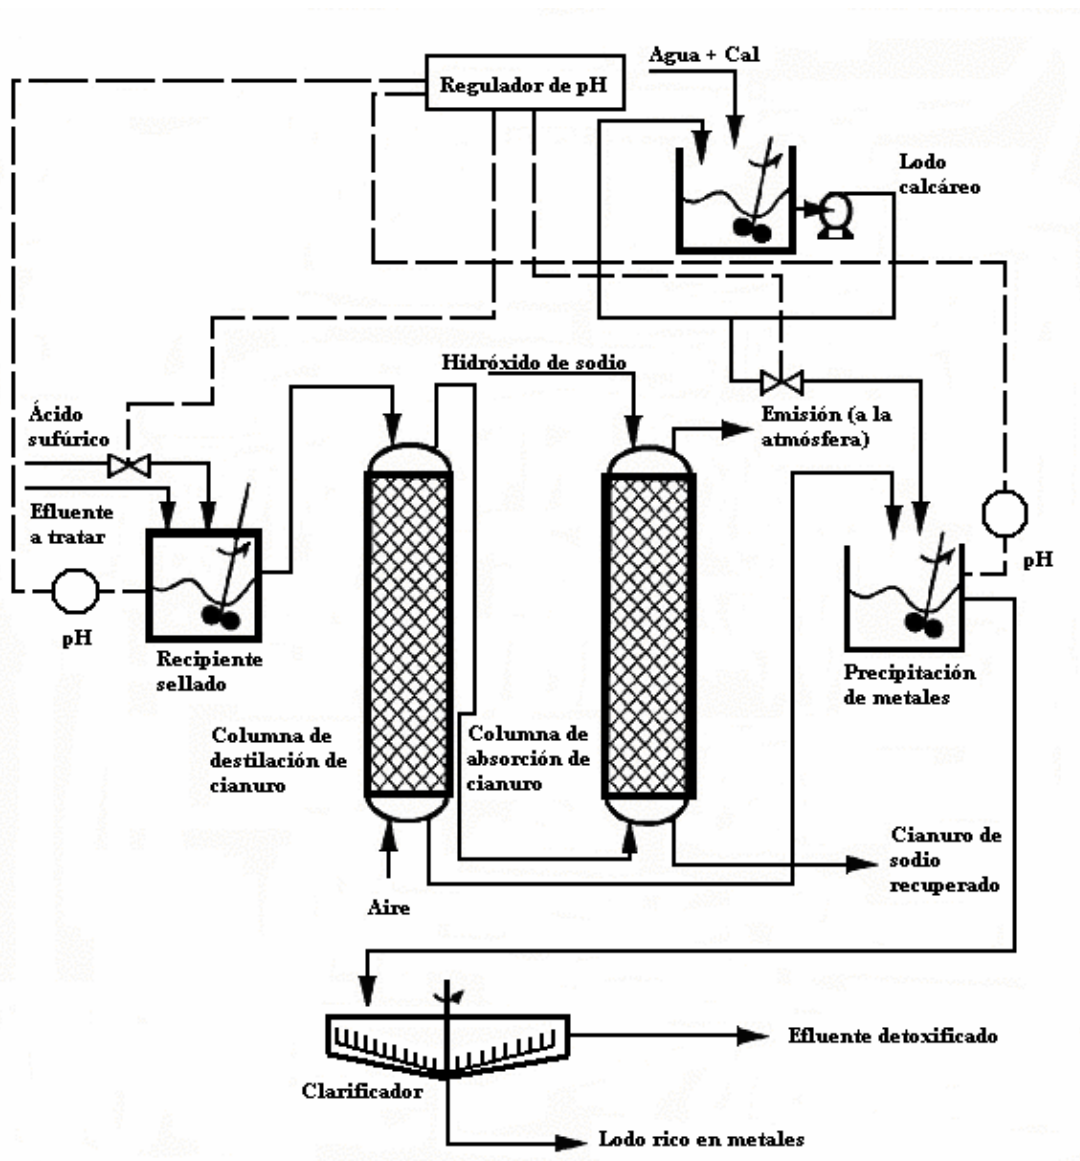 Agua + Cal
Regulador de pH
Lodo
calcáreo
Hidróxido de sodio
Ácido
sufúrico
Emisión (a la
atmósfera)
Efluente
a tratar
pH
pH
Recipiente
sellado
Precipitación
de metales
Columna de
destilación de
cianuro
Columna de
absorción de
cianuro
Cianuro de
sodio
recuperado
Aire
Efluente detoxificado
Clarificador
Lodo rico en metales